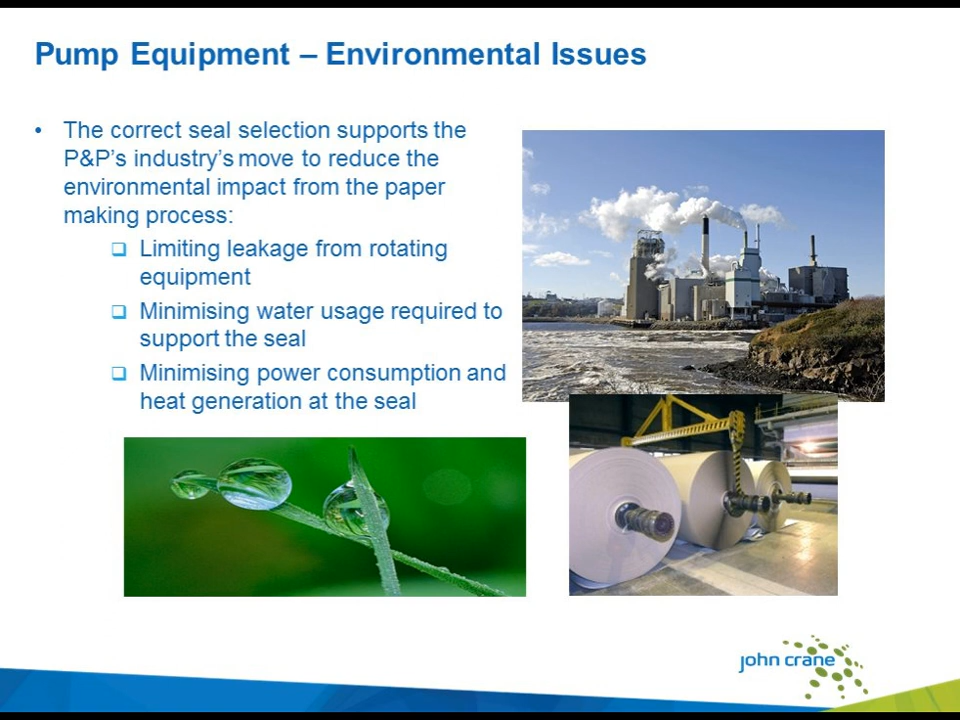 Pump Equipment – Environmental Issues
• The correct seal selection supports the
P&P's industry's move to reduce the
environmental impact from the paper
making process:
❑ Limiting leakage from rotating
equipment
❑ Minimising water usage required to
support the seal
❑ Minimising power consumption and
heat generation at the seal
john crane